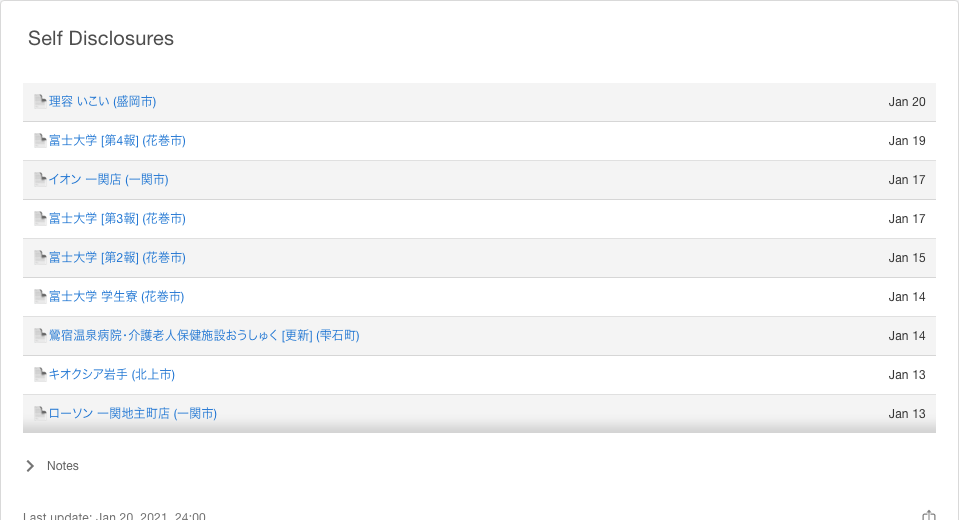 Self Disclosures
理容 いこい (盛岡市) Jan 20
富士大学 [第4報] (花巻市) Jan 19
イオン 一関店 (一関市) Jan 17
富士大学 [第3報] (花巻市) Jan 17
富士大学 [第2報] (花巻市) Jan 15
富士大学 学生寮 (花巻市) Jan 14
鶯宿温泉病院・介護老人保健施設おうしゅく [更新] (雫石町) Jan 14
キオクシア岩手 (北上市) Jan 13
ローソン 一関地主町店 (一関市) Jan 13
Notes
Last update: Jan 20, 2021, 24:00